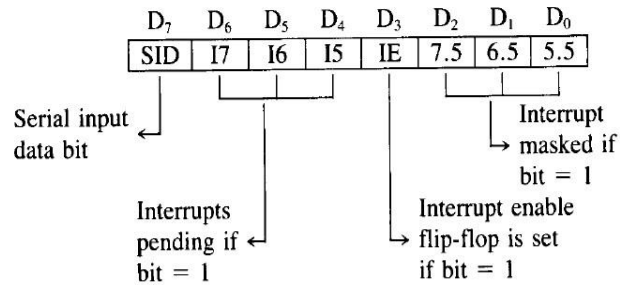 D₇ D₆ D₅ D₄ D₃ D₂ D₁ D₀
SID I7 I6 I5 IE 7.5 6.5 5.5
Serial input
data bit
Interrupt
masked if
bit = 1
Interrupts
pending if
bit = 1
Interrupt enable
flip-flop is set
if bit = 1